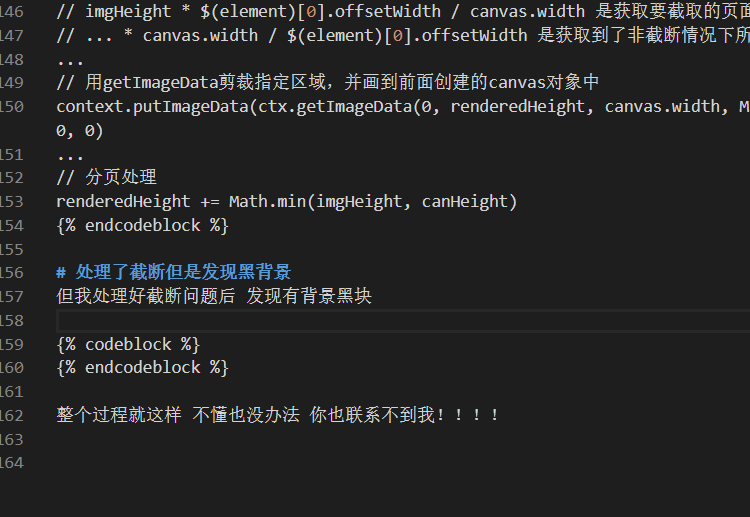 146 // imgHeight * $(element)[0].offsetWidth / canvas.width 是获取要截取的页面
147 // ... * canvas.width / $(element)[0].offsetWidth 是获取到了非截断情况下所
148 ...
149 // 用getImageData剪裁指定区域，并画到前面创建的canvas对象中
150 context.putImageData(ctx.getImageData(0, renderedHeight, canvas.width, M
0, 0)
151 ...
152 // 分页处理
153 renderedHeight += Math.min(imgHeight, canHeight)
154 {% endcodeblock %}
155
156 # 处理了截断但是发现黑背景
157 但我处理好截断问题后 发现有背景黑块
158
159 {% codeblock %}
160 {% endcodeblock %}
161
162 整个过程就这样 不懂也没办法 你也联系不到我！！！！
163
164